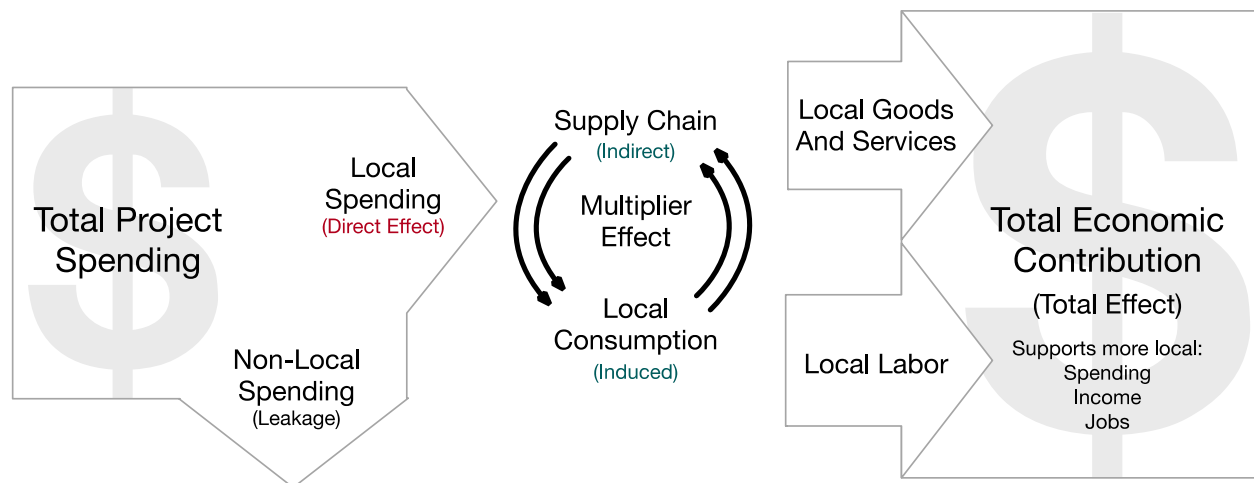 Total Project
Spending
Local
Spending
(Direct Effect)
Non-Local
Spending
(Leakage)
Supply Chain
(Indirect)
Multiplier
Effect
Local
Consumption
(Induced)
Local Goods
And Services
Local Labor
Total Economic
Contribution
(Total Effect)
Supports more local:
Spending
Income
Jobs
$
$